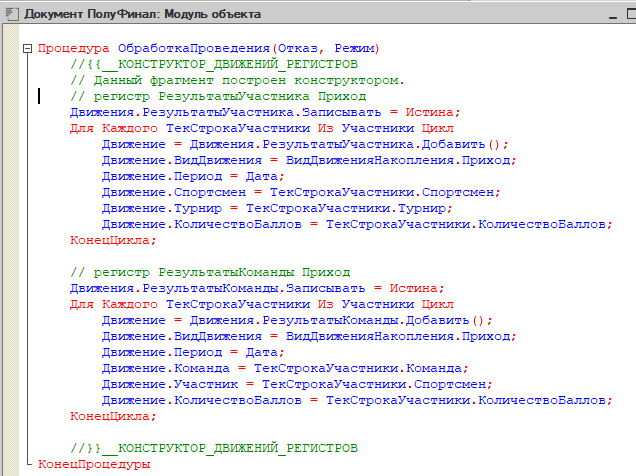 Документ ПолуФинал: Модуль объекта
Процедура ОбработкаПроведения(Отказ, Режим)
//{{__КОНСТРУКТОР_ДВИЖЕНИЙ_РЕГИСТРОВ
// Данный фрагмент построен конструктором.
// регистр РезультатыУчастника Приход
Движения.РезультатыУчастника.Записывать = Истина;
Для Каждого ТекСтрокаУчастники Из Участники Цикл
Движение = Движения.РезультатыУчастника.Добавить();
Движение.ВидДвижения = ВидДвиженияНакопления.Приход;
Движение.Период = Дата;
Движение.Спортсмен = ТекСтрокаУчастники.Спортсмен;
Движение.Турнир = ТекСтрокаУчастники.Турнир;
Движение.КоличествоБаллов = ТекСтрокаУчастники.КоличествоБаллов;
КонецЦикла;
// регистр РезультатыКоманды Приход
Движения.РезультатыКоманды.Записывать = Истина;
Для Каждого ТекСтрокаУчастники Из Участники Цикл
Движение = Движения.РезультатыКоманды.Добавить();
Движение.ВидДвижения = ВидДвиженияНакопления.Приход;
Движение.Период = Дата;
Движение.Команда = ТекСтрокаУчастники.Команда;
Движение.Участник = ТекСтрокаУчастники.Спортсмен;
Движение.КоличествоБаллов = ТекСтрокаУчастники.КоличествоБаллов;
КонецЦикла;
//}}__КОНСТРУКТОР_ДВИЖЕНИЙ_РЕГИСТРОВ
КонецПроцедуры